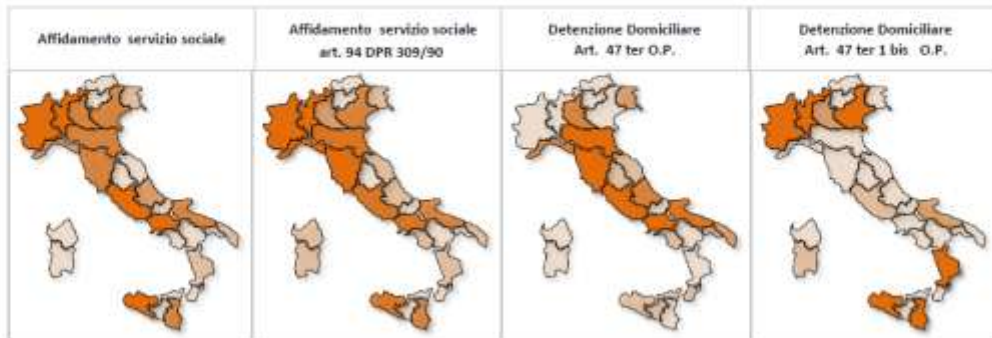 Affidamento servizio sociale
Affidamento servizio sociale
art. 94 DPR 309/90
Detenzione Domiciliare
Art. 47 ter O.P.
Detenzione Domiciliare
Art. 47 ter 1 bis O.P.